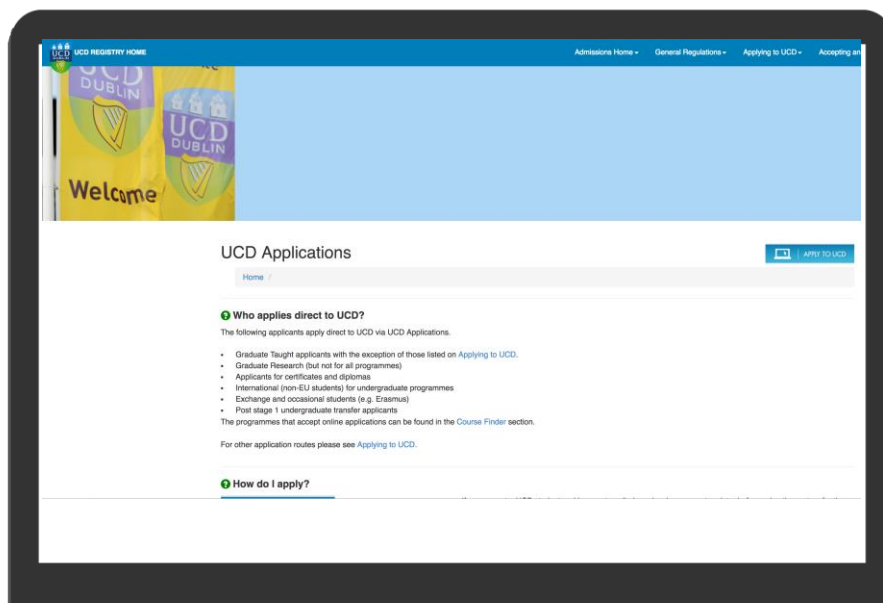 UCD DUBLIN
UCD REGISTRY HOME
Admissions Home
General Regulations
Applying to UCD
Accepting an
UCD
DUBLIN
UCD
DUBLIN
Welcome
UCD Applications
APPLY TO UCD
Home /
Who applies direct to UCD?
The following applicants apply direct to UCD via UCD Applications.
• Graduate Taught applicants with the exception of those listed on Applying to UCD.
• Graduate Research (but not for all programmes)
• Applicants for certificates and diplomas
• International (non-EU students) for undergraduate programmes
• Exchange and occasional students (e.g. Erasmus)
• Post stage 1 undergraduate transfer applicants
The programmes that accept online applications can be found in the Course Finder section.
For other application routes please see Applying to UCD.
How do I apply?